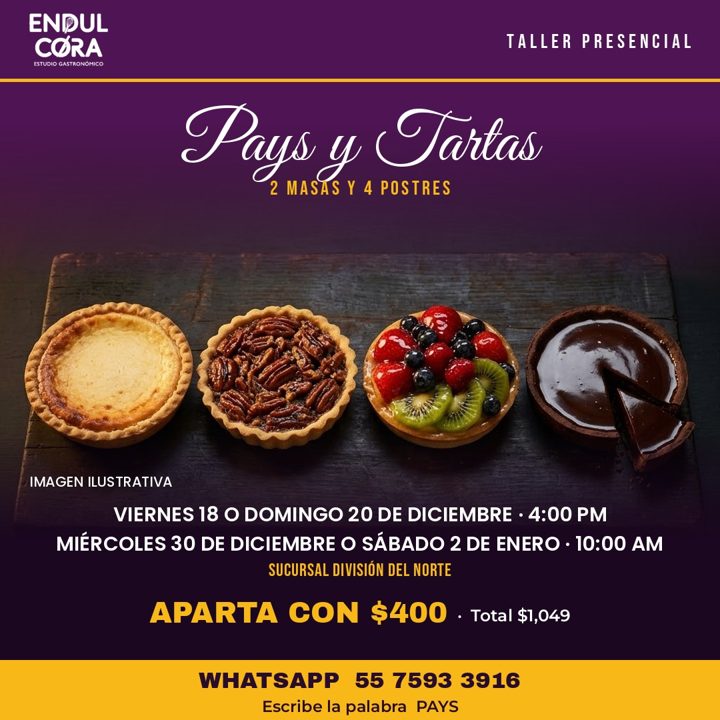 ENDUL
CØRA
ESTUDIO GASTRONÓMICO
TALLER PRESENCIAL
Pays y Tartas
2 MASAS Y 4 POSTRES
IMAGEN ILUSTRATIVA
VIERNES 18 O DOMINGO 20 DE DICIEMBRE · 4:00 PM
MIÉRCOLES 30 DE DICIEMBRE O SÁBADO 2 DE ENERO · 10:00 AM
SUCURSAL DIVISIÓN DEL NORTE
APARTA CON $400 · Total $1,049
WHATSAPP 55 7593 3916
Escribe la palabra PAYS